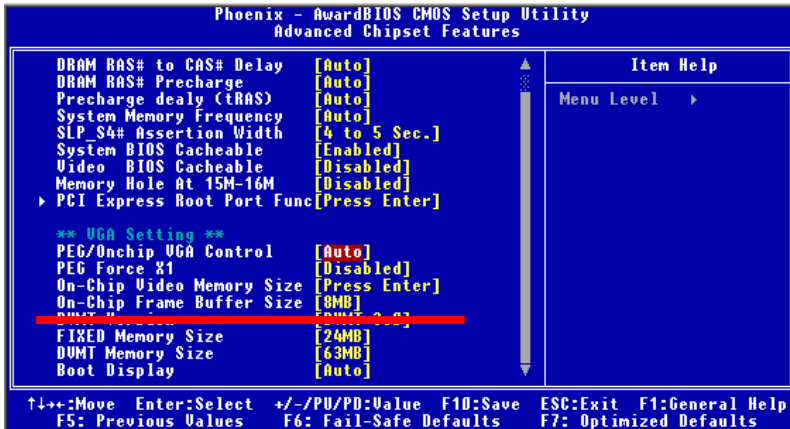 Phoenix - AwardBIOS CMOS Setup Utility
Advanced Chipset Features
DRAM RAS# to CAS# Delay [Auto]
DRAM RAS# Precharge [Auto]
Precharge dealy (tRAS) [Auto]
System Memory Frequency [Auto]
SLP_S4# Assertion Width [4 to 5 Sec.]
System BIOS Cacheable [Enabled]
Video BIOS Cacheable [Disabled]
Memory Hole At 15M-16M [Disabled]
PCI Express Root Port Func[Press Enter]
** VGA Setting **
PEG/Onchip VGA Control [Auto]
PEG Force X1 [Disabled]
On-Chip Video Memory Size [Press Enter]
On-Chip Frame Buffer Size [8MB]
FIXED Memory Size [24MB]
DVMT Memory Size [63MB]
Boot Display [Auto]
Item Help
Menu Level
↑↓→←:Move Enter:Select +/-/PU/PD:Value F10:Save ESC:Exit F1:General Help
F5: Previous Values F6: Fail-Safe Defaults F7: Optimized Defaults